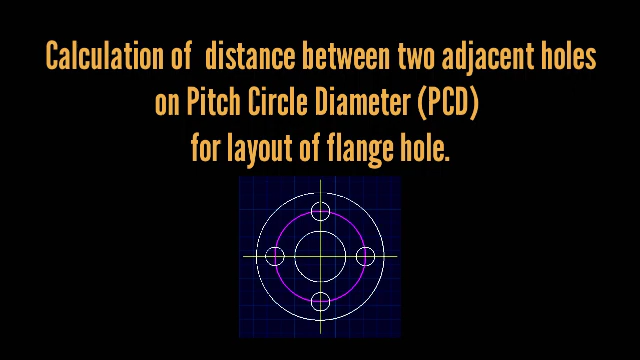 Calculation of distance between two adjacent holes
on Pitch Circle Diameter (PCD)
for layout of flange hole.